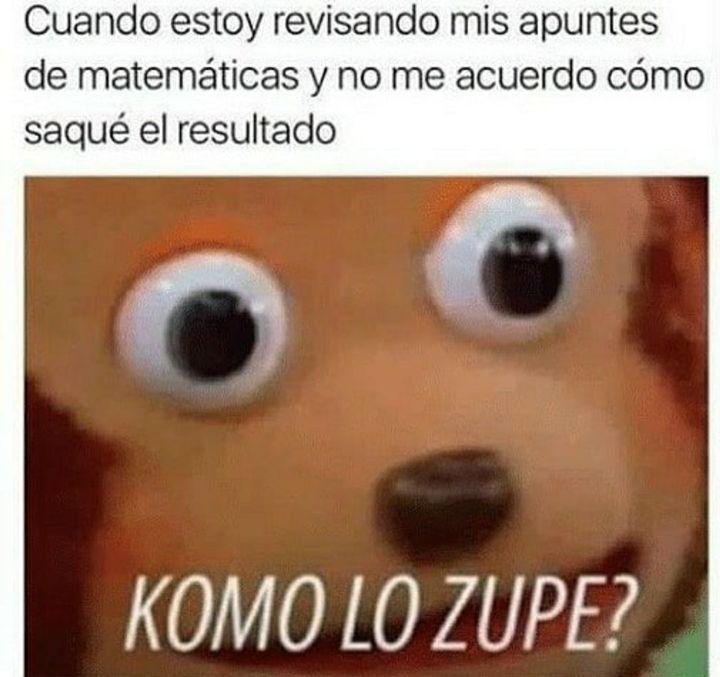 Cuando estoy revisando mis apuntes
de matemáticas y no me acuerdo cómo
saqué el resultado
KOMO LO ZUPE?